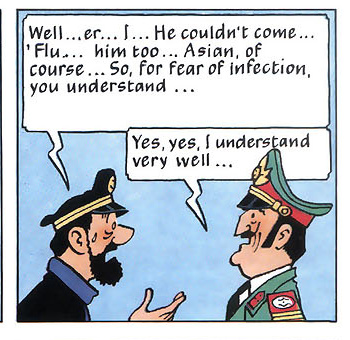 Well...er... I... He couldn't come...
'Flu.... him too... Asian, of
course... So, for fear of infection,
you understand ...
Yes, yes, I understand
very well ...